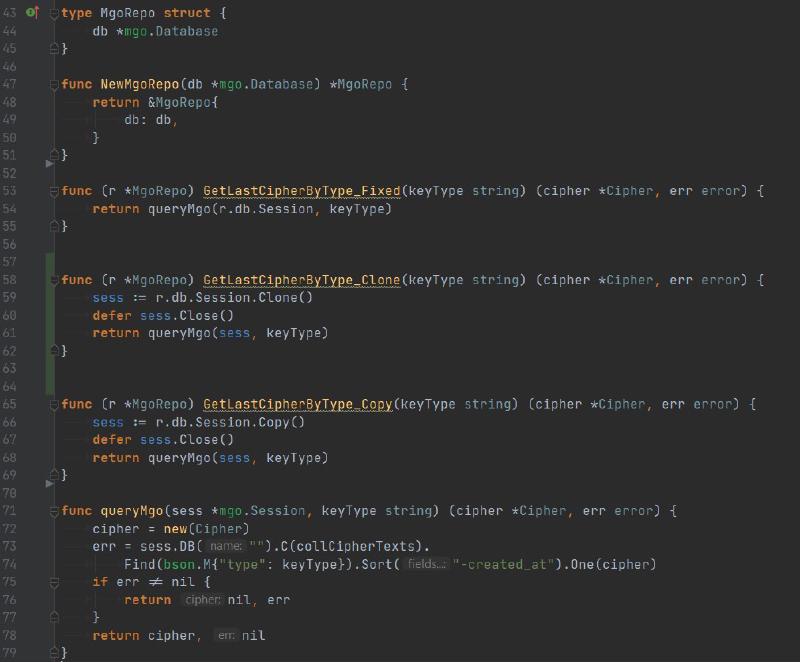 43 type MgoRepo struct {
44 db *mgo.Database
45 }
46
47 func NewMgoRepo(db *mgo.Database) *MgoRepo {
48 return &MgoRepo{
49 db: db,
50 }
51 }
52
53 func (r *MgoRepo) GetLastCipherByType_Fixed(keyType string) (cipher *Cipher, err error) {
54 return queryMgo(r.db.Session, keyType)
55 }
56
57
58 func (r *MgoRepo) GetLastCipherByType_Clone(keyType string) (cipher *Cipher, err error) {
59 sess := r.db.Session.Clone()
60 defer sess.Close()
61 return queryMgo(sess, keyType)
62 }
63
64
65 func (r *MgoRepo) GetLastCipherByType_Copy(keyType string) (cipher *Cipher, err error) {
66 sess := r.db.Session.Copy()
67 defer sess.Close()
68 return queryMgo(sess, keyType)
69 }
70
71 func queryMgo(sess *mgo.Session, keyType string) (cipher *Cipher, err error) {
72 cipher = new(Cipher)
73 err = sess.DB( name: "").C(collCipherTexts).
74 Find(bson.M{"type": keyType}).Sort( fields...: "-created_at").One(cipher)
75 if err ≠ nil {
76 return cipher: nil, err
77 }
78 return cipher, err: nil
79 }